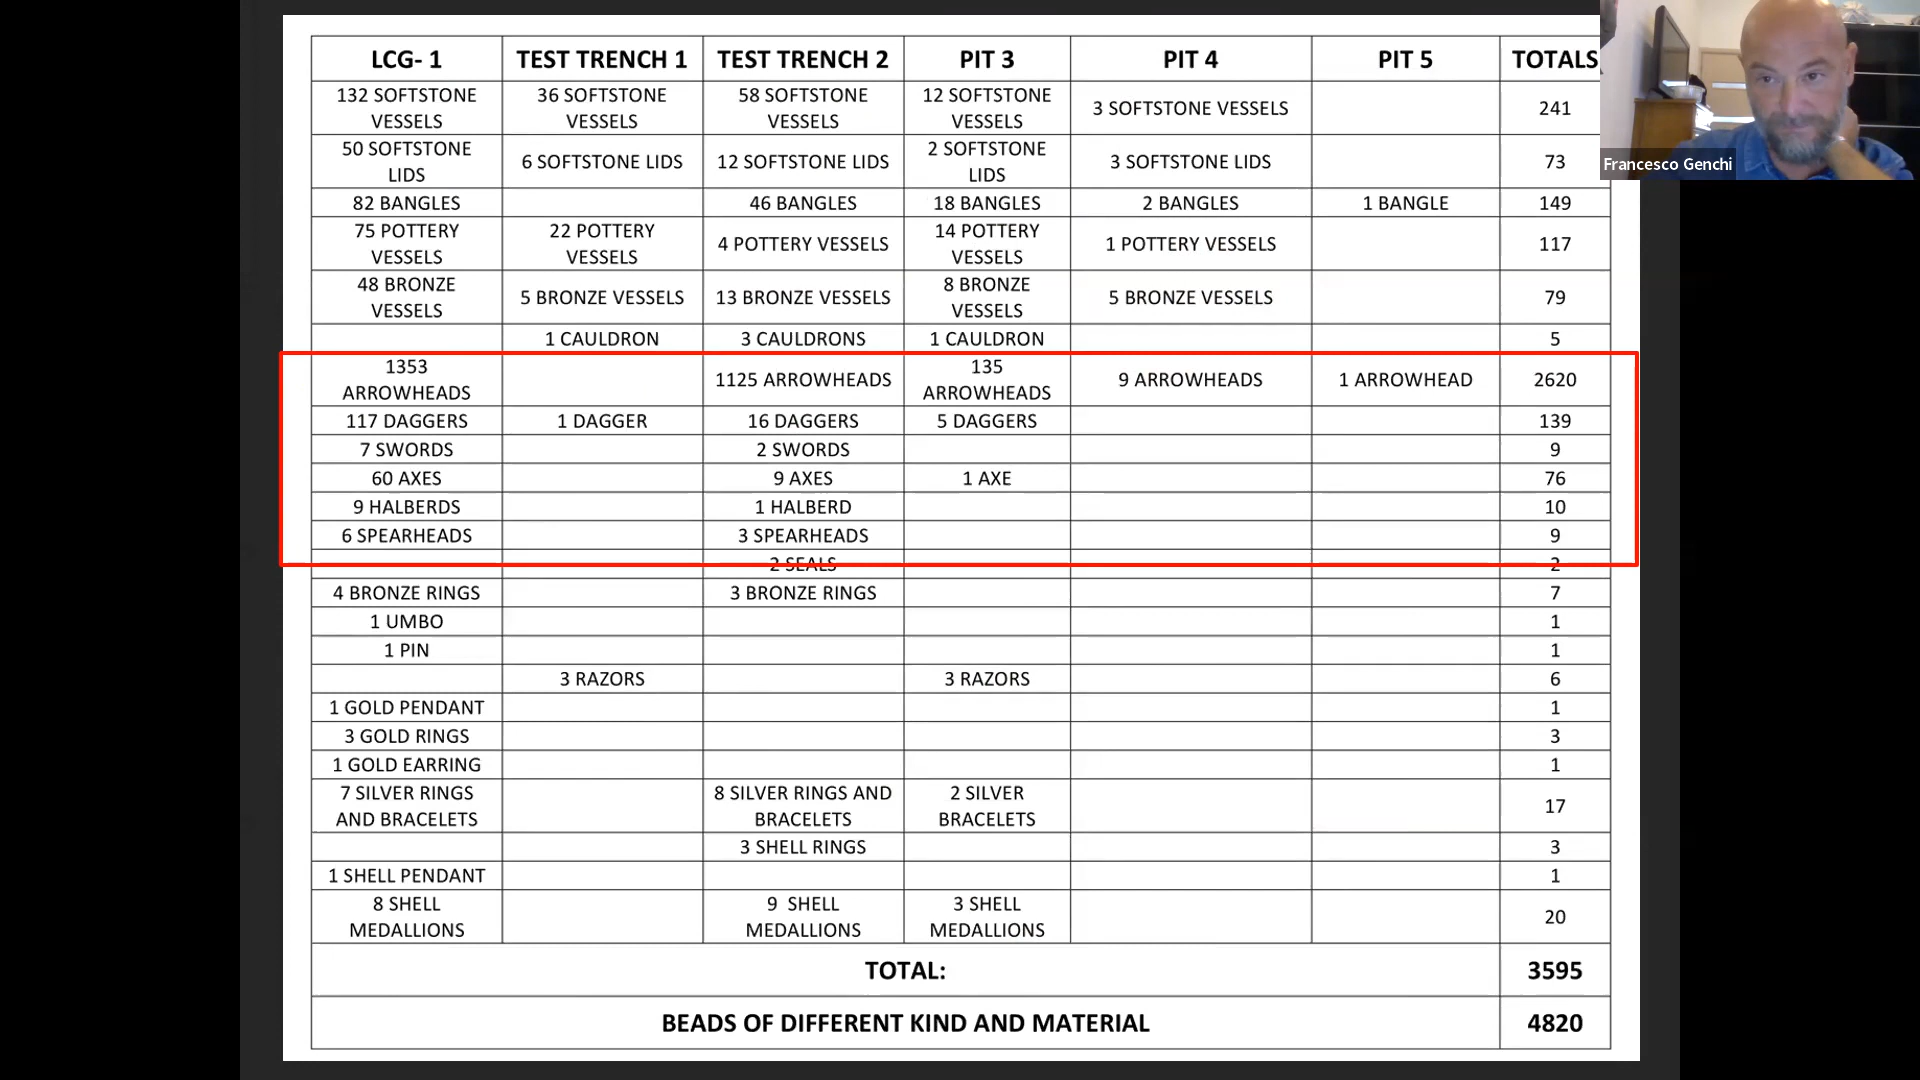 LCG- 1 TEST TRENCH 1 TEST TRENCH 2 PIT 3 PIT 4 PIT 5 TOTALS
132 SOFTSTONE VESSELS 36 SOFTSTONE VESSELS 58 SOFTSTONE VESSELS 12 SOFTSTONE VESSELS 3 SOFTSTONE VESSELS 241
50 SOFTSTONE LIDS 6 SOFTSTONE LIDS 12 SOFTSTONE LIDS 2 SOFTSTONE LIDS 3 SOFTSTONE LIDS 73
82 BANGLES 46 BANGLES 18 BANGLES 2 BANGLES 1 BANGLE 149
75 POTTERY VESSELS 22 POTTERY VESSELS 4 POTTERY VESSELS 14 POTTERY VESSELS 1 POTTERY VESSELS 117
48 BRONZE VESSELS 5 BRONZE VESSELS 13 BRONZE VESSELS 8 BRONZE VESSELS 5 BRONZE VESSELS 79
1 CAULDRON 3 CAULDRONS 1 CAULDRON 5
1353 ARROWHEADS 1125 ARROWHEADS 135 ARROWHEADS 9 ARROWHEADS 1 ARROWHEAD 2620
117 DAGGERS 1 DAGGER 16 DAGGERS 5 DAGGERS 139
7 SWORDS 2 SWORDS 9
60 AXES 9 AXES 1 AXE 76
9 HALBERDS 1 HALBERD 10
6 SPEARHEADS 3 SPEARHEADS 9
2 SEALS 2
4 BRONZE RINGS 3 BRONZE RINGS 7
1 UMBO 1
1 PIN 1
3 RAZORS 3 RAZORS 6
1 GOLD PENDANT 1
3 GOLD RINGS 3
1 GOLD EARRING 1
7 SILVER RINGS AND BRACELETS 8 SILVER RINGS AND BRACELETS 2 SILVER BRACELETS 17
3 SHELL RINGS 3
1 SHELL PENDANT 1
8 SHELL MEDALLIONS 9 SHELL MEDALLIONS 3 SHELL MEDALLIONS 20
TOTAL: 3595
BEADS OF DIFFERENT KIND AND MATERIAL 4820
Francesco Genchi